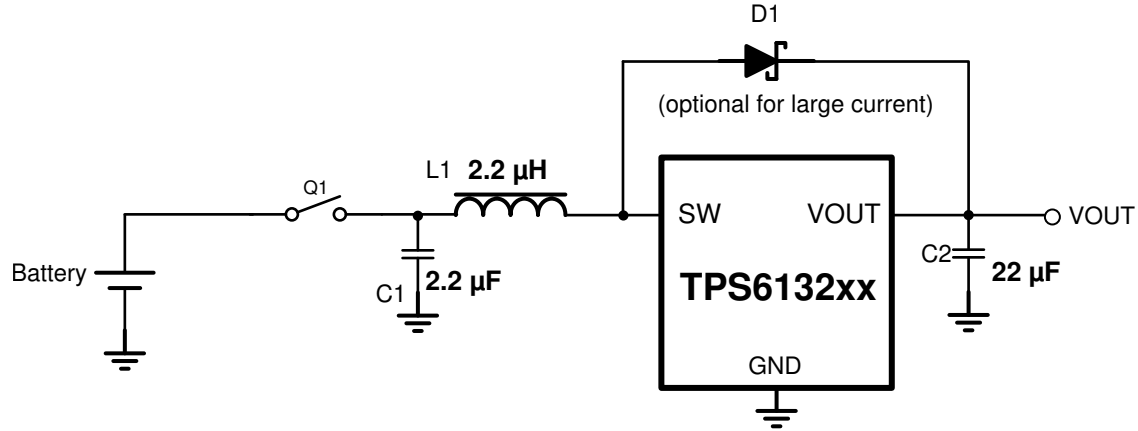 D1
(optional for large current)
L1 2.2 µH
Q1
SW VOUT
VOUT
Battery
C1 2.2 µF
C2 22 µF
TPS6132xx
GND